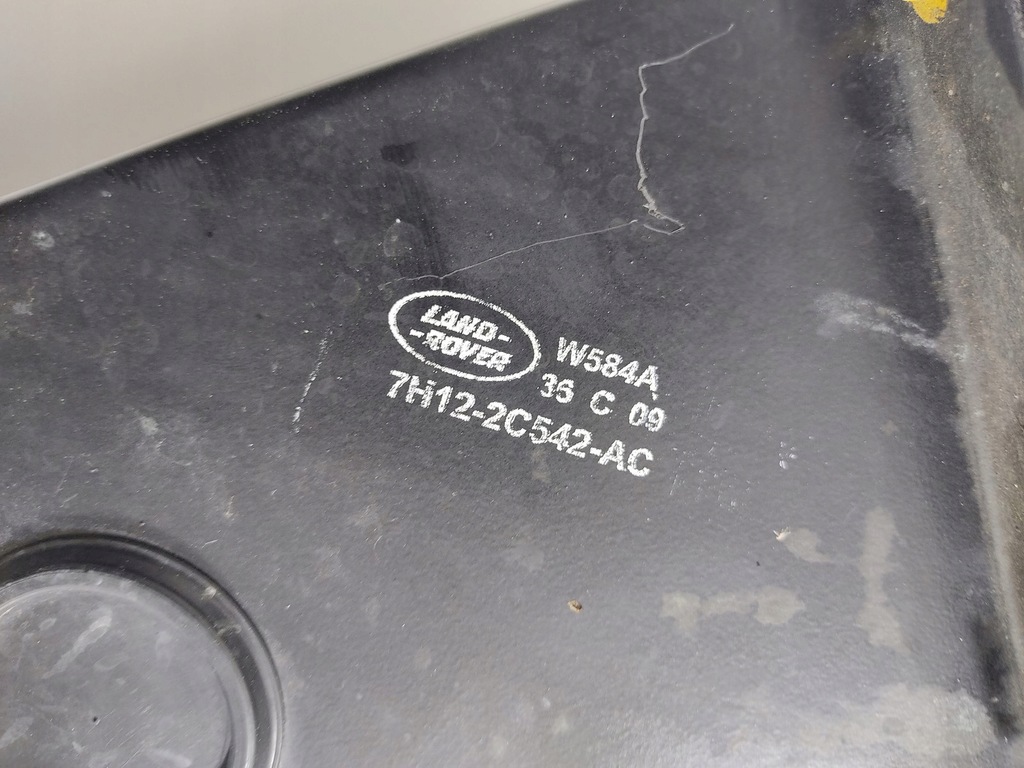 LAND-
-ROVER
W584A
36 C 09
7H12-2C542-AC